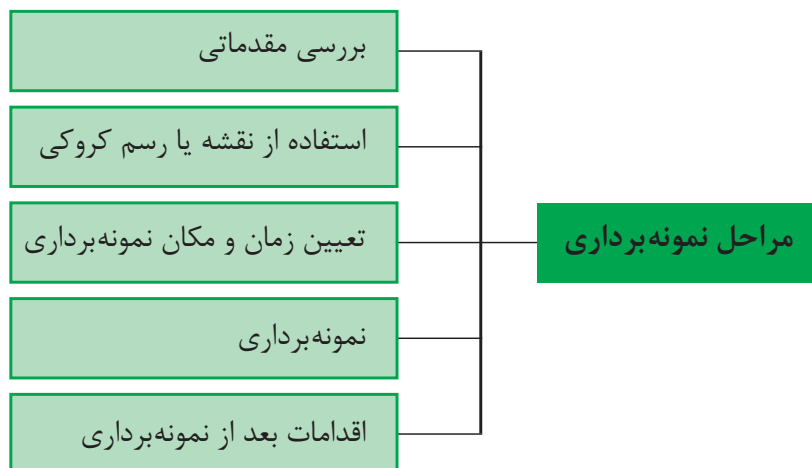 مراحل نمونه‌برداری
بررسی مقدماتی
استفاده از نقشه یا رسم کروکی
تعیین زمان و مکان نمونه‌برداری
نمونه‌برداری
اقدامات بعد از نمونه‌برداری